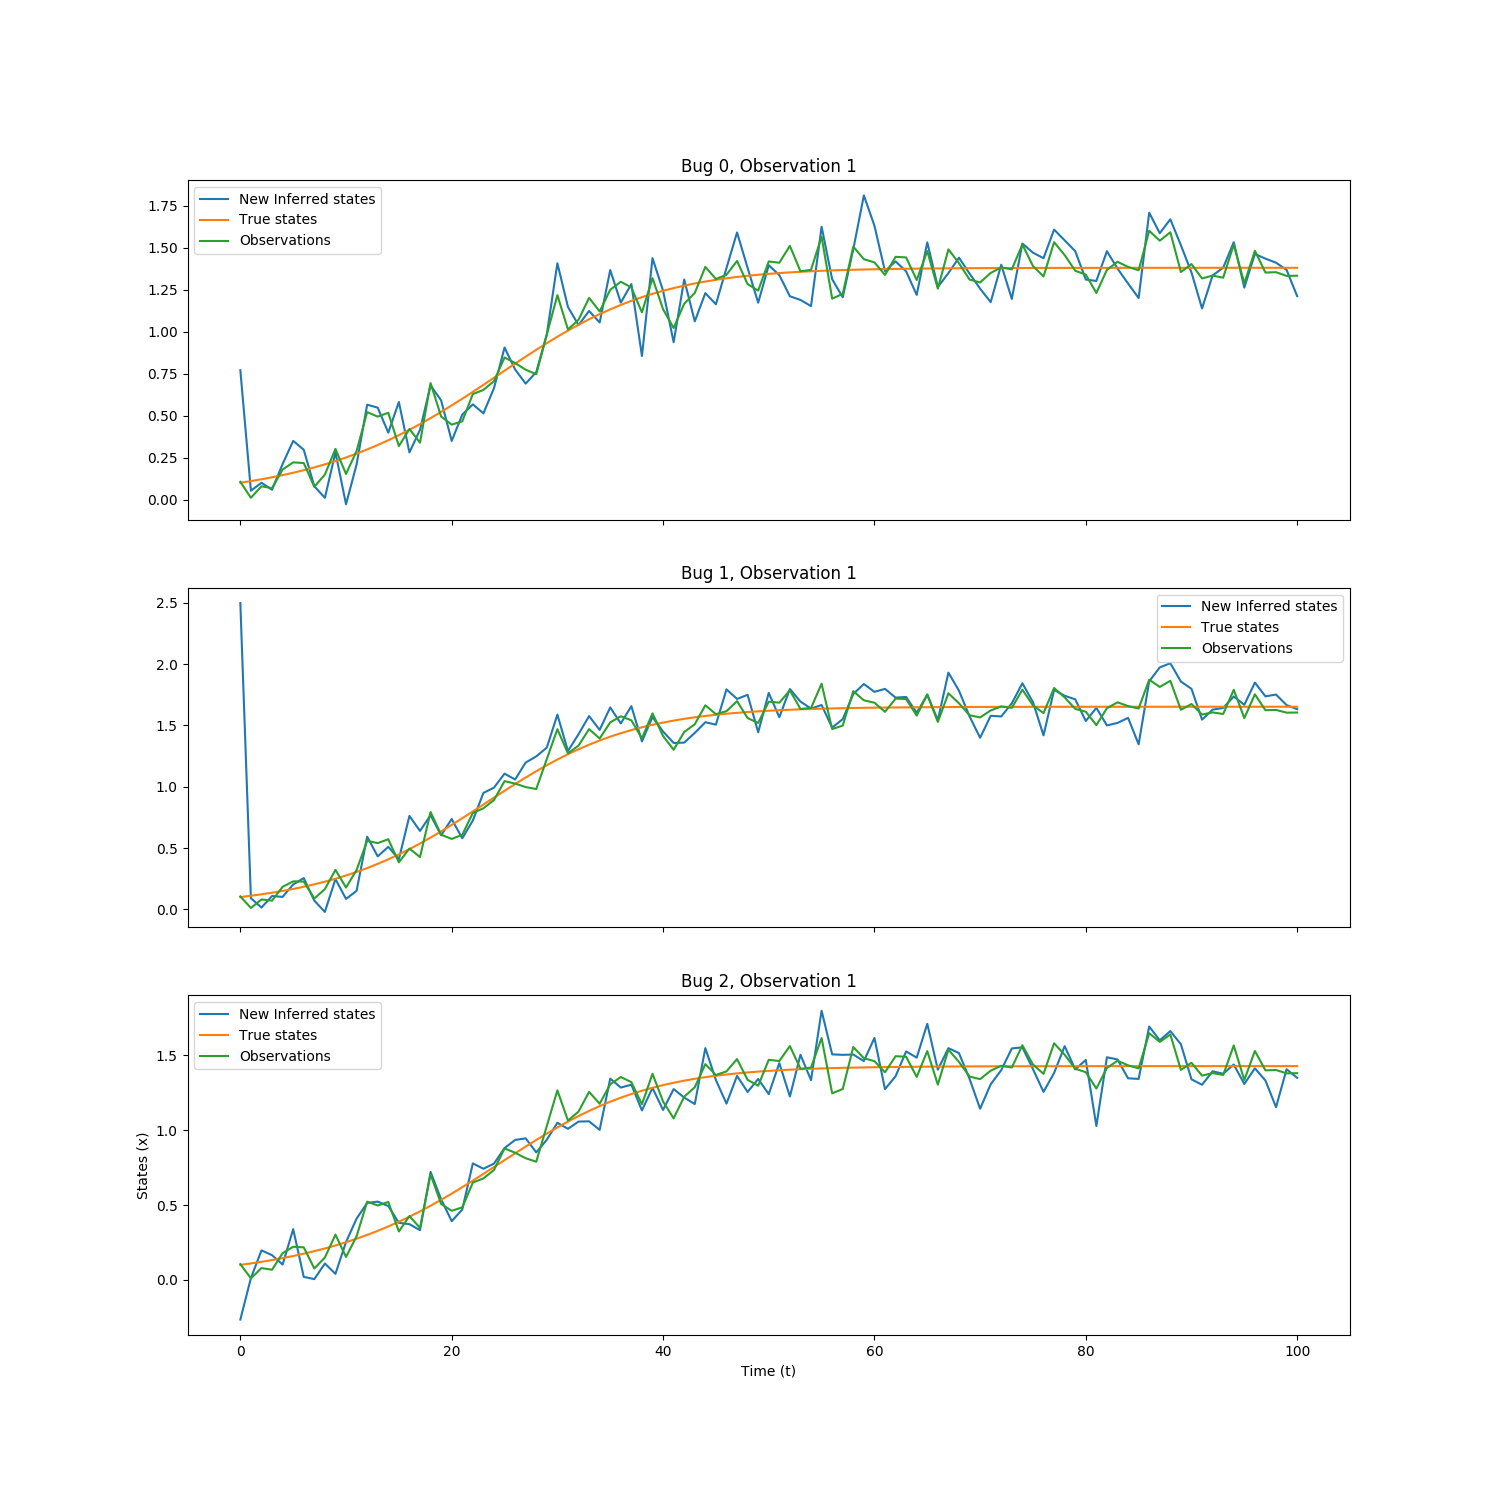 Bug 0, Observation 1
New Inferred states
True states
Observations
1.75
1.50
1.25
1.00
0.75
0.50
0.25
0.00
Bug 1, Observation 1
New Inferred states
True states
Observations
2.5
2.0
1.5
1.0
0.5
0.0
Bug 2, Observation 1
New Inferred states
True states
Observations
1.5
1.0
0.5
0.0
States (x)
0 20 40 60 80 100
Time (t)